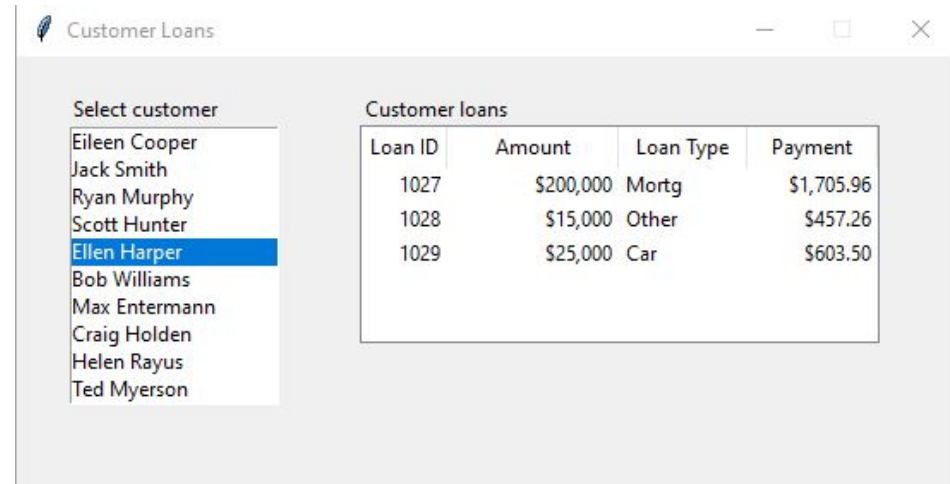 Customer Loans
Select customer
Eileen Cooper
Jack Smith
Ryan Murphy
Scott Hunter
Ellen Harper
Bob Williams
Max Entermann
Craig Holden
Helen Rayus
Ted Myerson
Customer loans
Loan ID Amount Loan Type Payment
1027 $200,000 Mortg $1,705.96
1028 $15,000 Other $457.26
1029 $25,000 Car $603.50